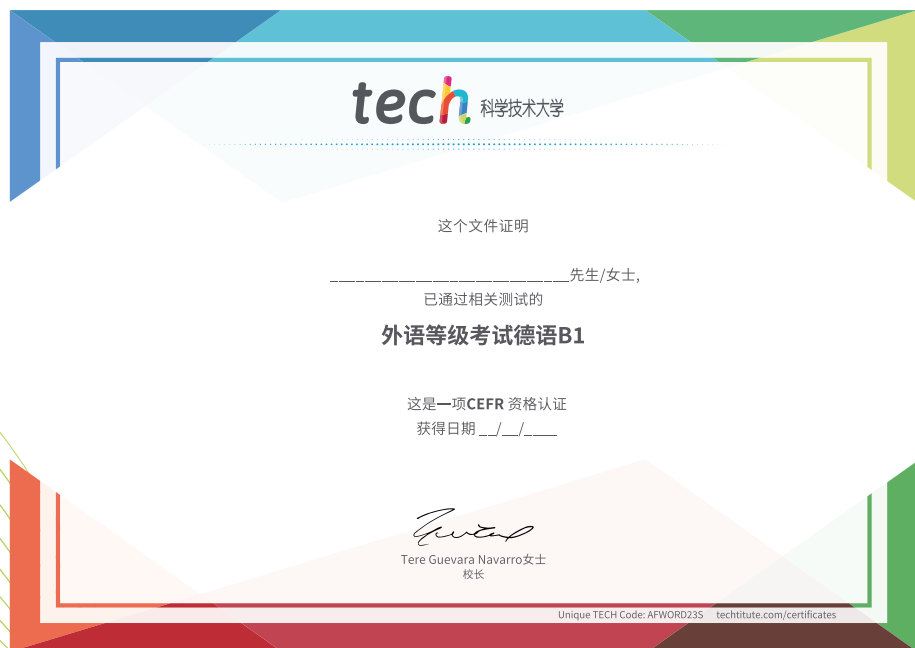 tech 科学技术大学
这个文件证明
____________________________先生/女士,
已通过相关测试的
外语等级考试德语B1
这是一项CEFR 资格认证
获得日期 __/__/____
Tere Guevara Navarro女士
校长
Unique TECH Code: AFWORD23S techtitute.com/certificates